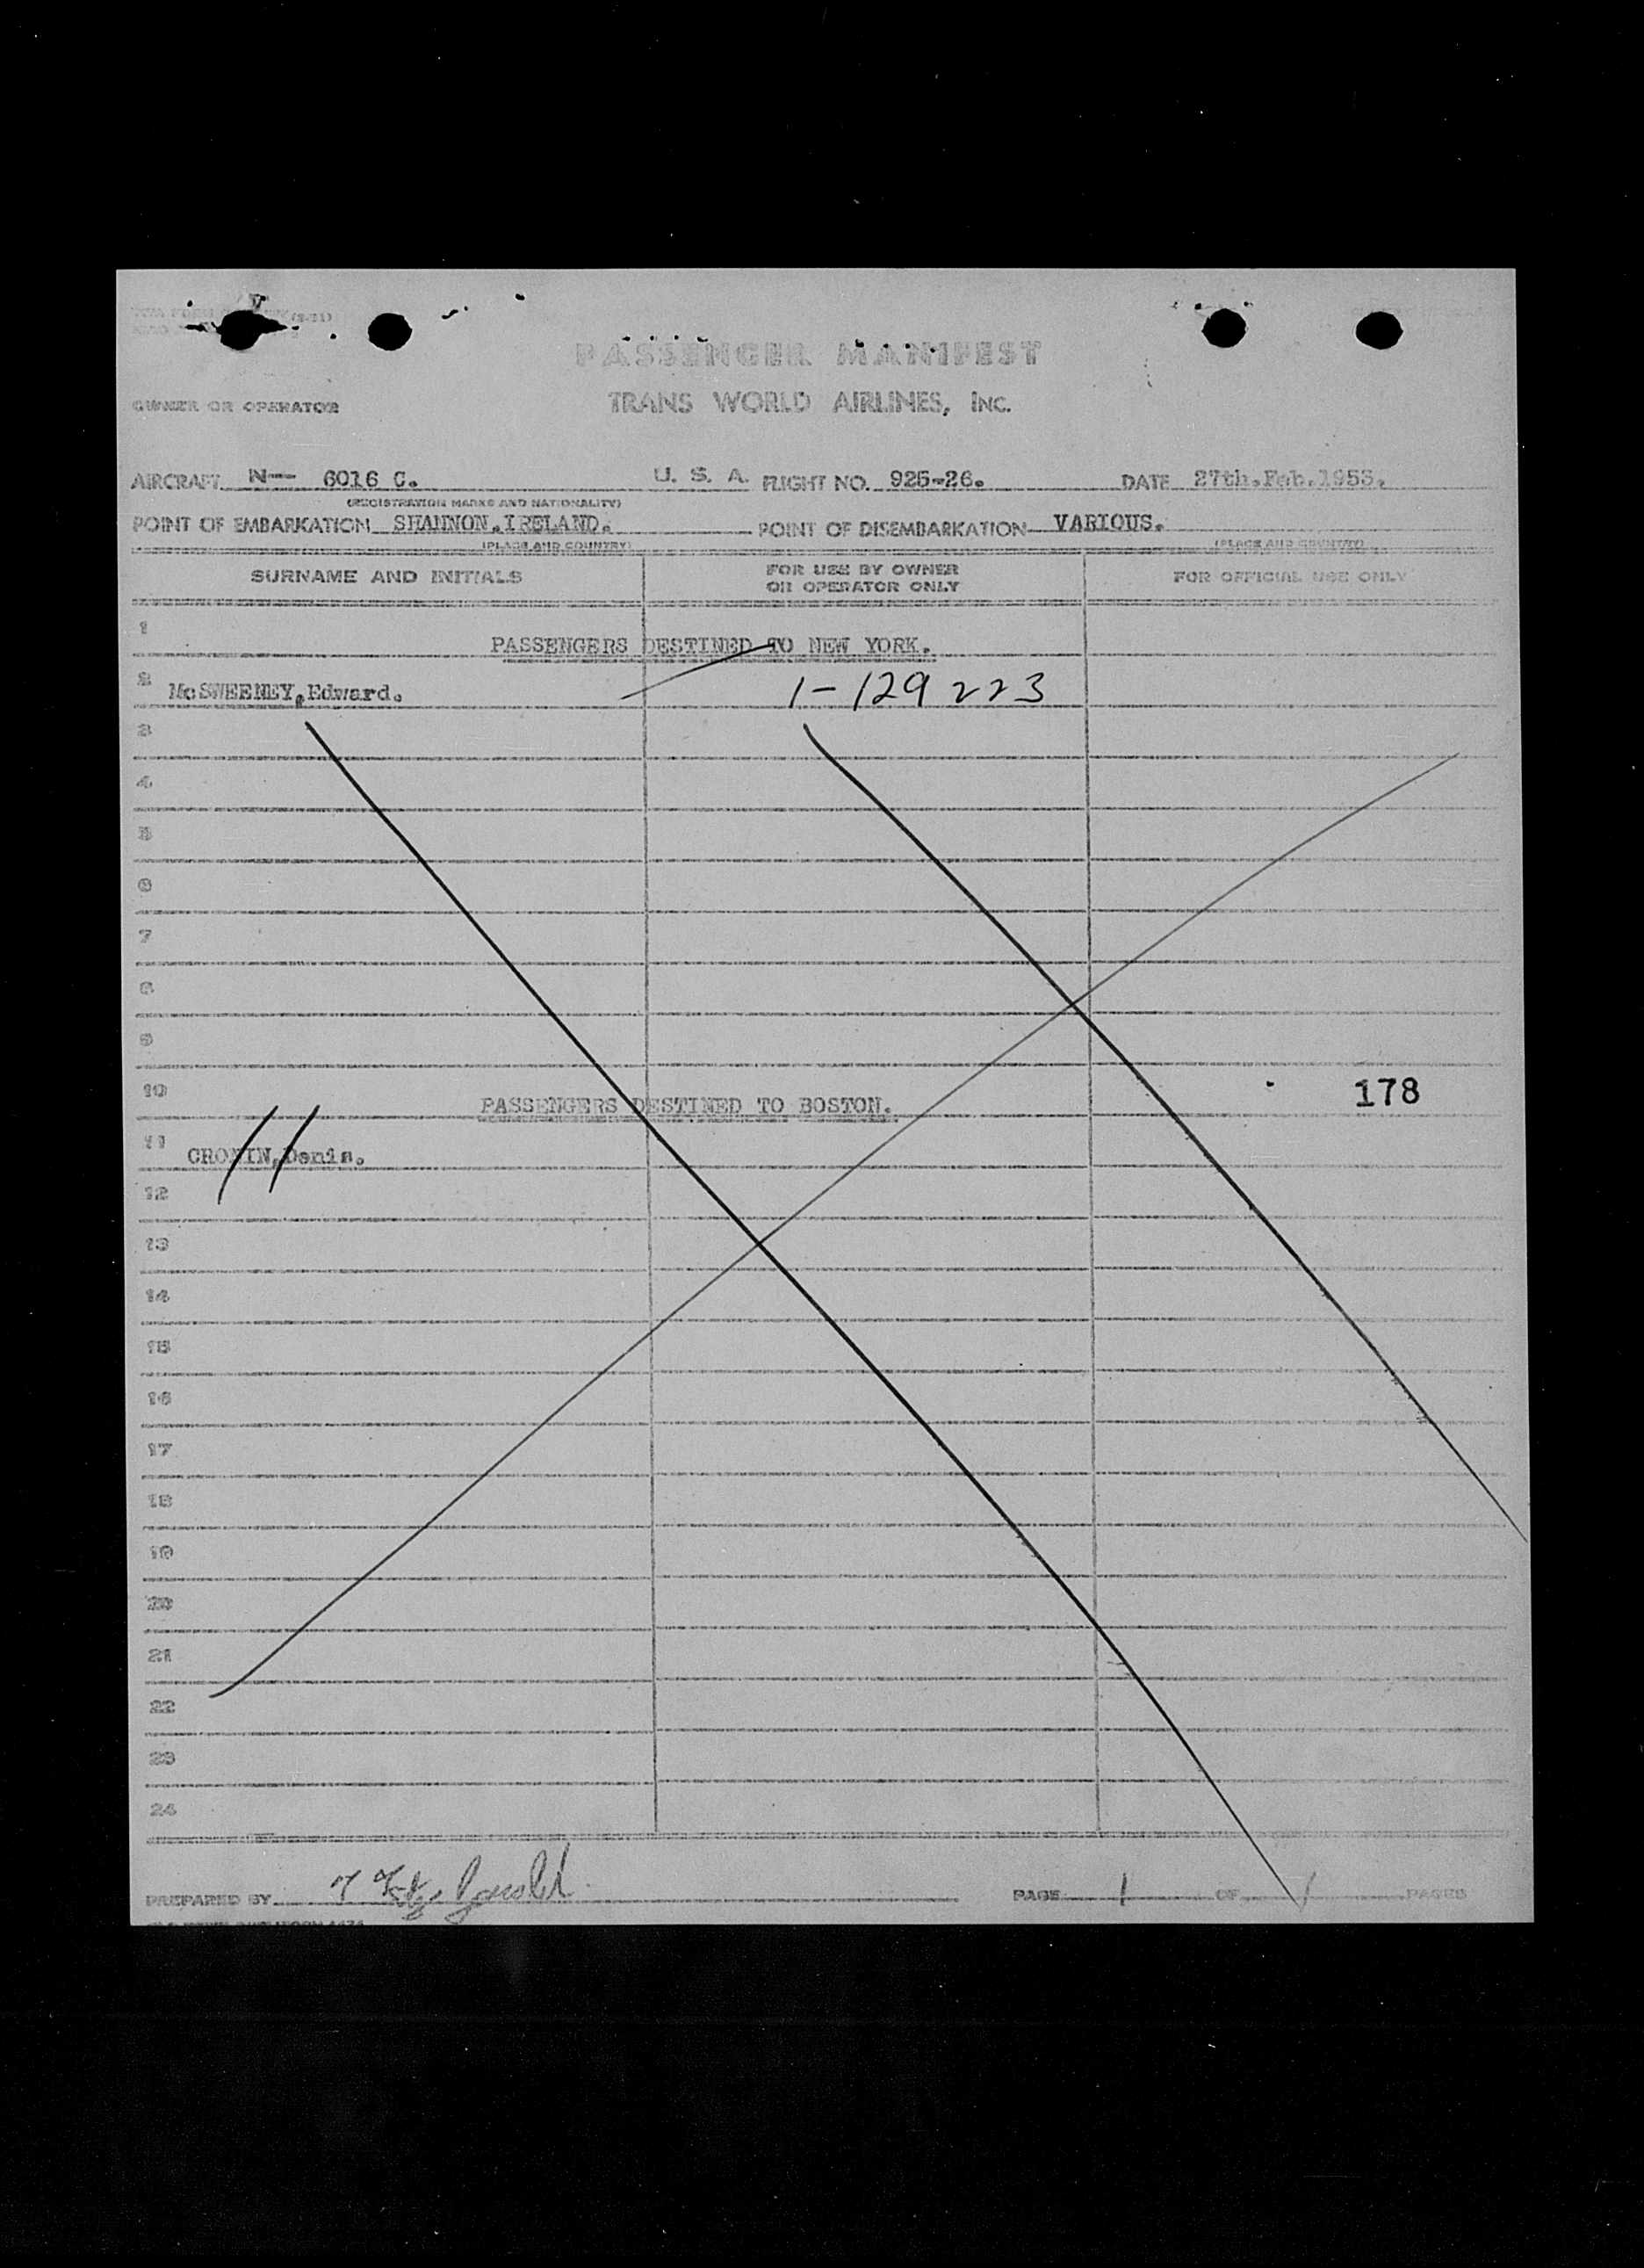 PASSENGER MANIFEST
OWNER OR OPERATOR TRANS WORLD AIRLINES, INC.
AIRCRAFT N— 6016 C. U. S. A. FLIGHT NO. 925-26. DATE 27th.Feb.1953.
(REGISTRATION MARKS AND NATIONALITY)
POINT OF EMBARKATION SHANNON,IRELAND. POINT OF DISEMBARKATION VARIOUS.
(PLACE AND COUNTRY) (PLACE AND COUNTRY)
SURNAME AND INITIALS FOR USE BY OWNER OR OPERATOR ONLY FOR OFFICIAL USE ONLY
1 PASSENGERS DESTINED TO NEW YORK.
2 McSWEENEY,Edward. 1-129223
3
4
5
6
7
8
9
10 PASSENGERS DESTINED TO BOSTON. 178
11 CRONIN,Denis.
12
13
14
15
16
17
18
19
20
21
22
23
24
PREPARED BY PAGE 1 OF 1 PAGES